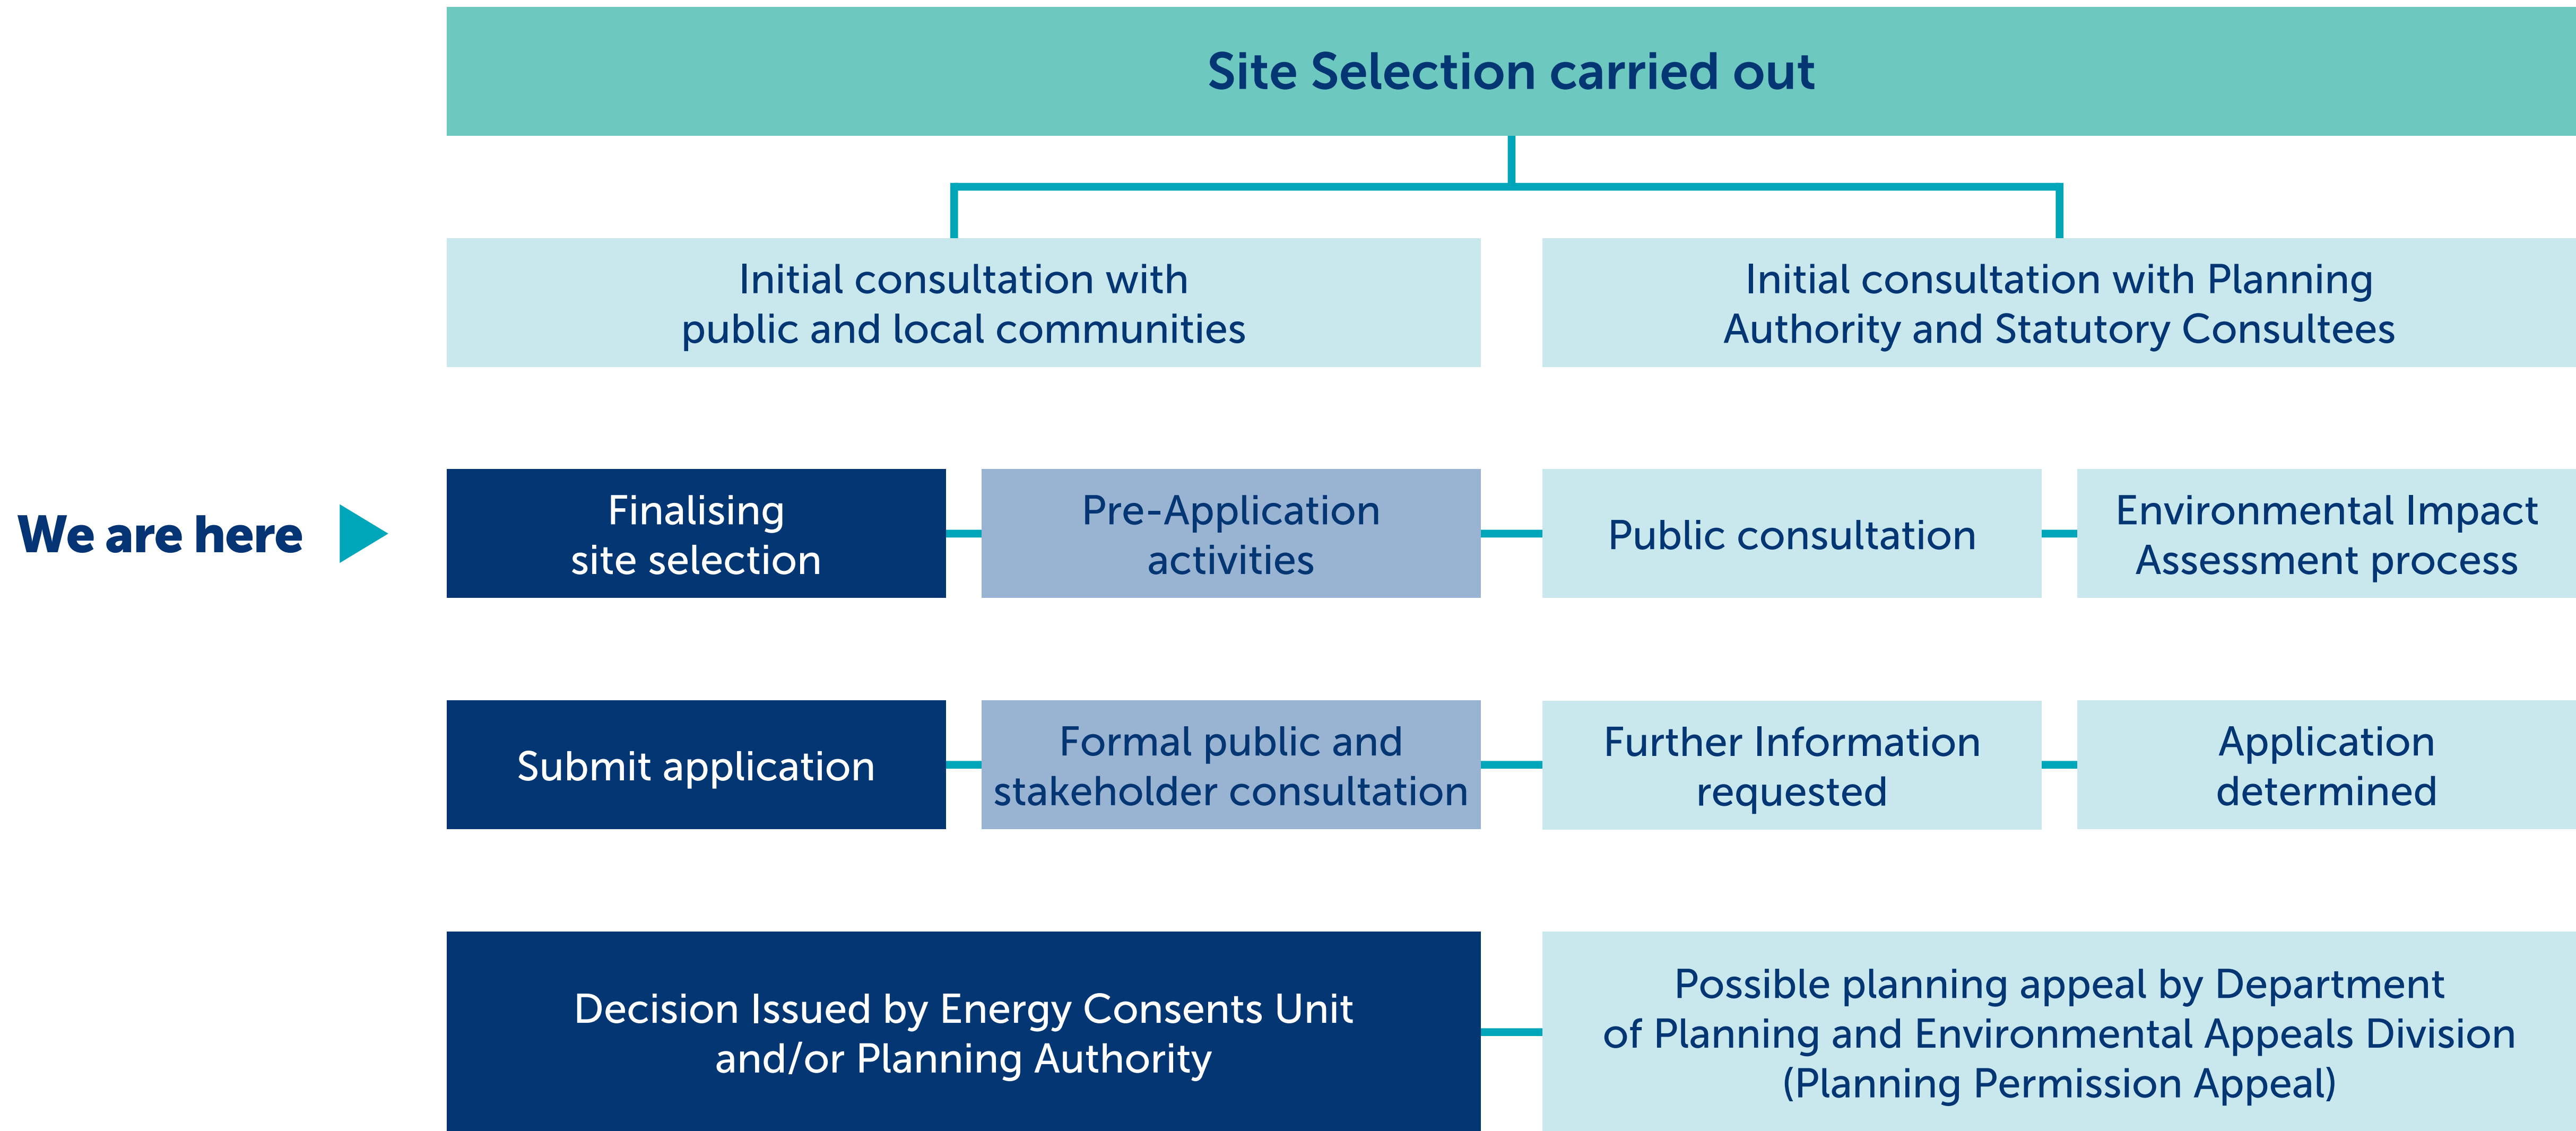 Site Selection carried out
Initial consultation with
public and local communities
Initial consultation with Planning
Authority and Statutory Consultees
We are here
Finalising
site selection
Pre-Application
activities
Public consultation
Environmental Impact
Assessment process
Submit application
Formal public and
stakeholder consultation
Further Information
requested
Application
determined
Decision Issued by Energy Consents Unit
and/or Planning Authority
Possible planning appeal by Department
of Planning and Environmental Appeals Division
(Planning Permission Appeal)